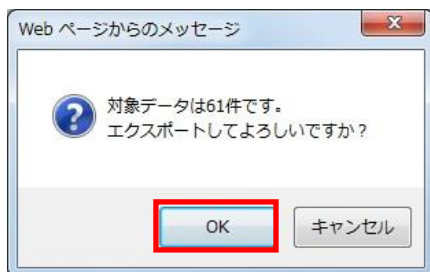 Web ページからのメッセージ
対象データは61件です。
エクスポートしてよろしいですか？
OK
キャンセル